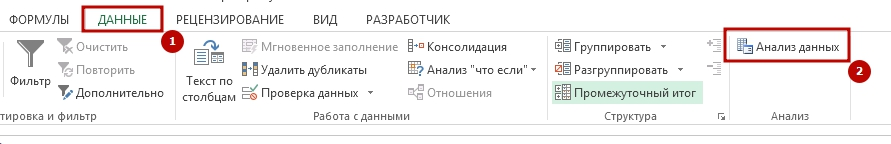 ФОРМУЛЫ ДАННЫЕ РЕЦЕНЗИРОВАНИЕ ВИД РАЗРАБОТЧИК
1
Фильтр
Очистить
Повторить
Дополнительно
тировка и фильтр
Текст по
столбцам
Мгновенное заполнение
Удалить дубликаты
Проверка данных
Консолидация
Анализ "что если"
Отношения
Работа с данными
Группировать
Разгруппировать
Промежуточный итог
Структура
Анализ данных
2
Анализ